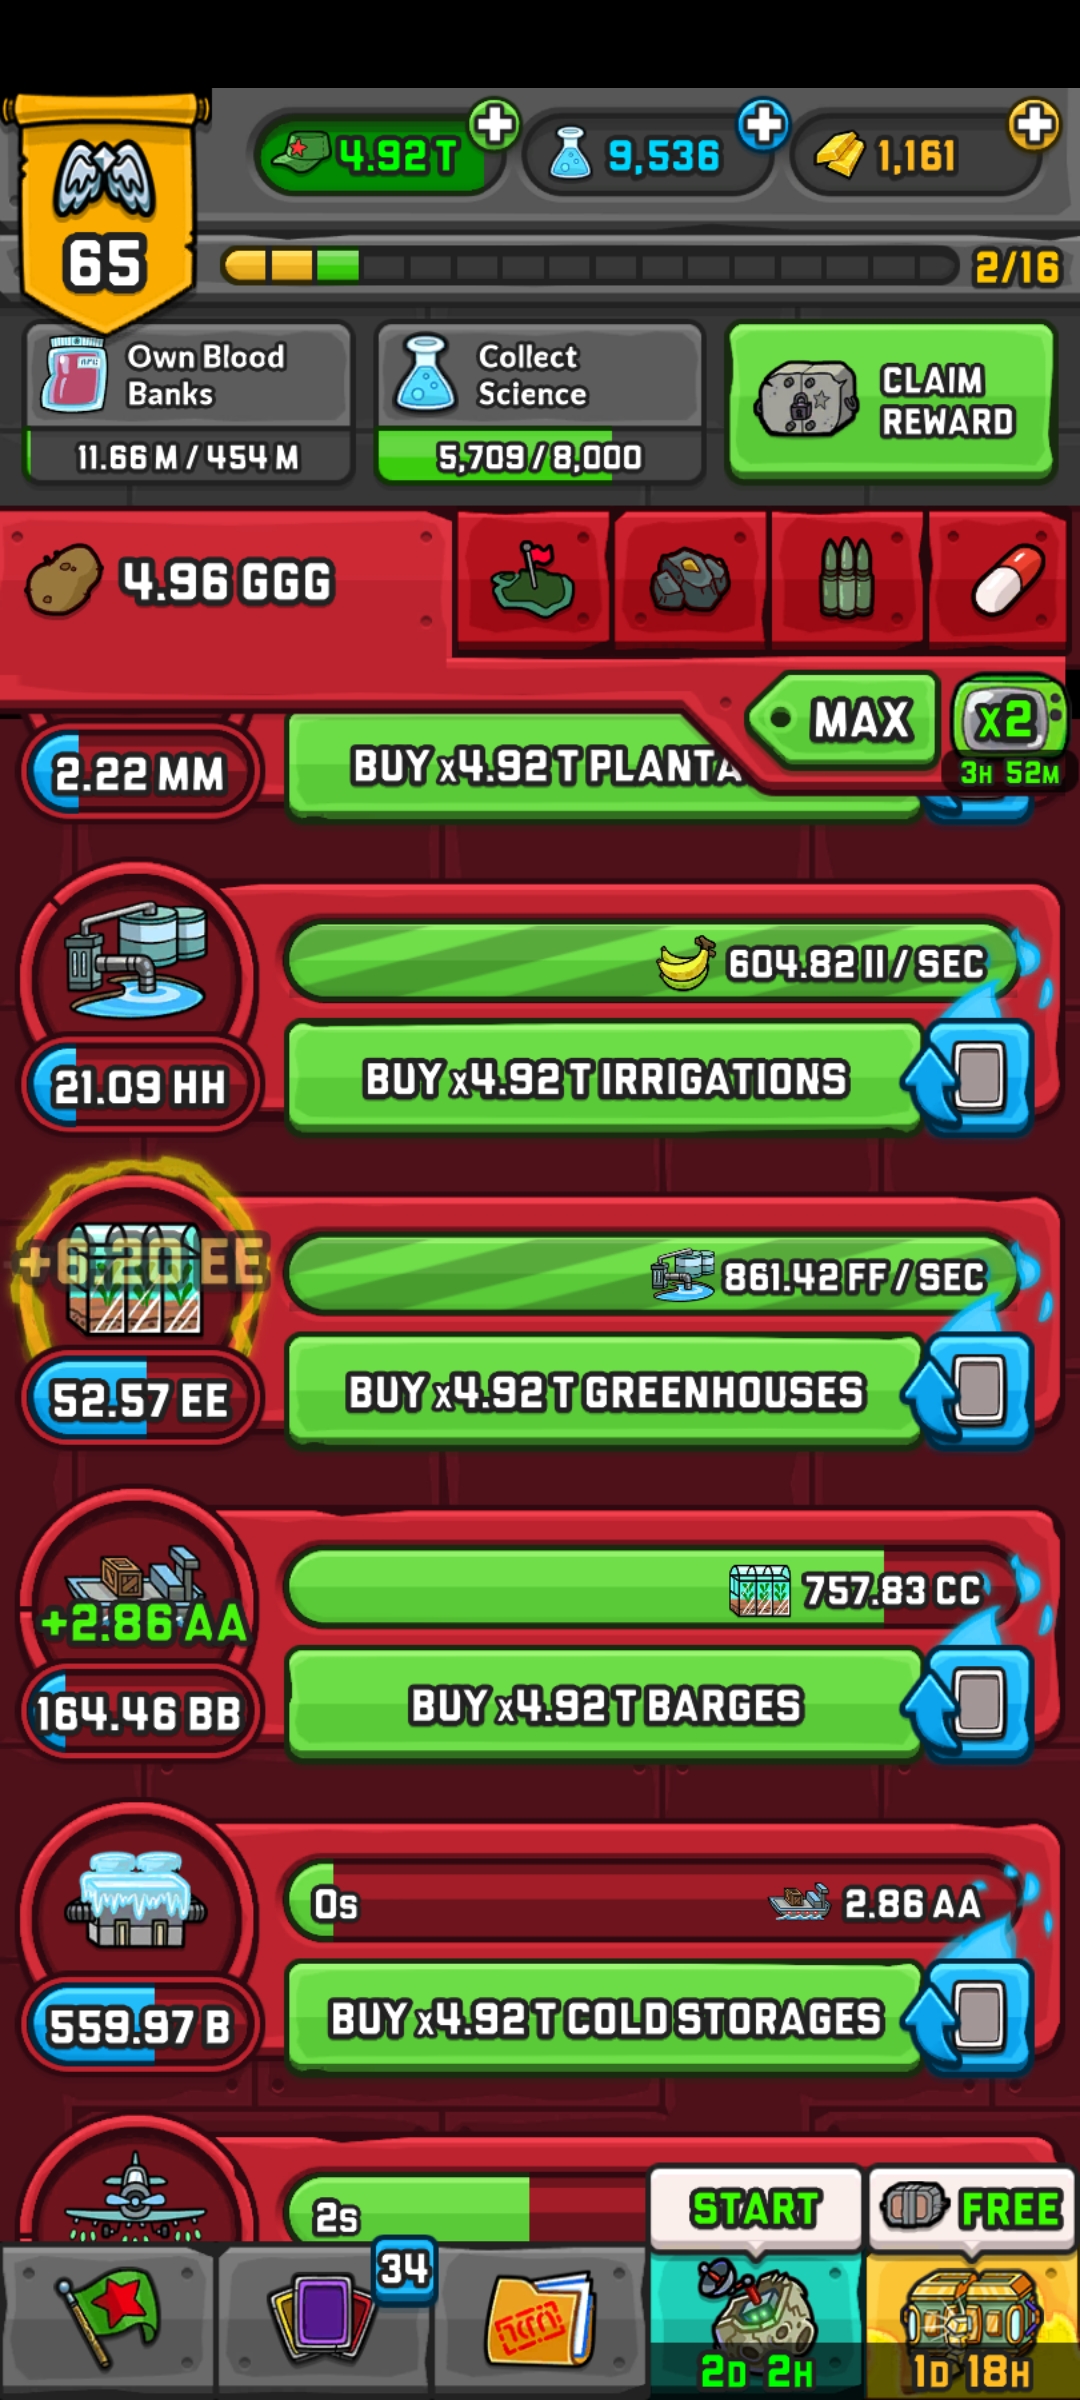 4.92 T
9,536
1,161
65
2/16
Own Blood
Banks
11.66 M / 454 M
Collect
Science
5,709 / 8,000
CLAIM
REWARD
4.96 GGG
MAX
x2
3H 52M
2.22 MM
BUY x4.92 T PLANTA
604.82 II / SEC
21.09 HH
BUY x4.92 T IRRIGATIONS
+6.20 EE
861.42 FF / SEC
52.57 EE
BUY x4.92 T GREENHOUSES
+2.86 AA
757.83 CC
164.46 BB
BUY x4.92 T BARGES
0s
2.86 AA
559.97 B
BUY x4.92 T COLD STORAGES
2s
START
FREE
34
2D 2H
1D 18H